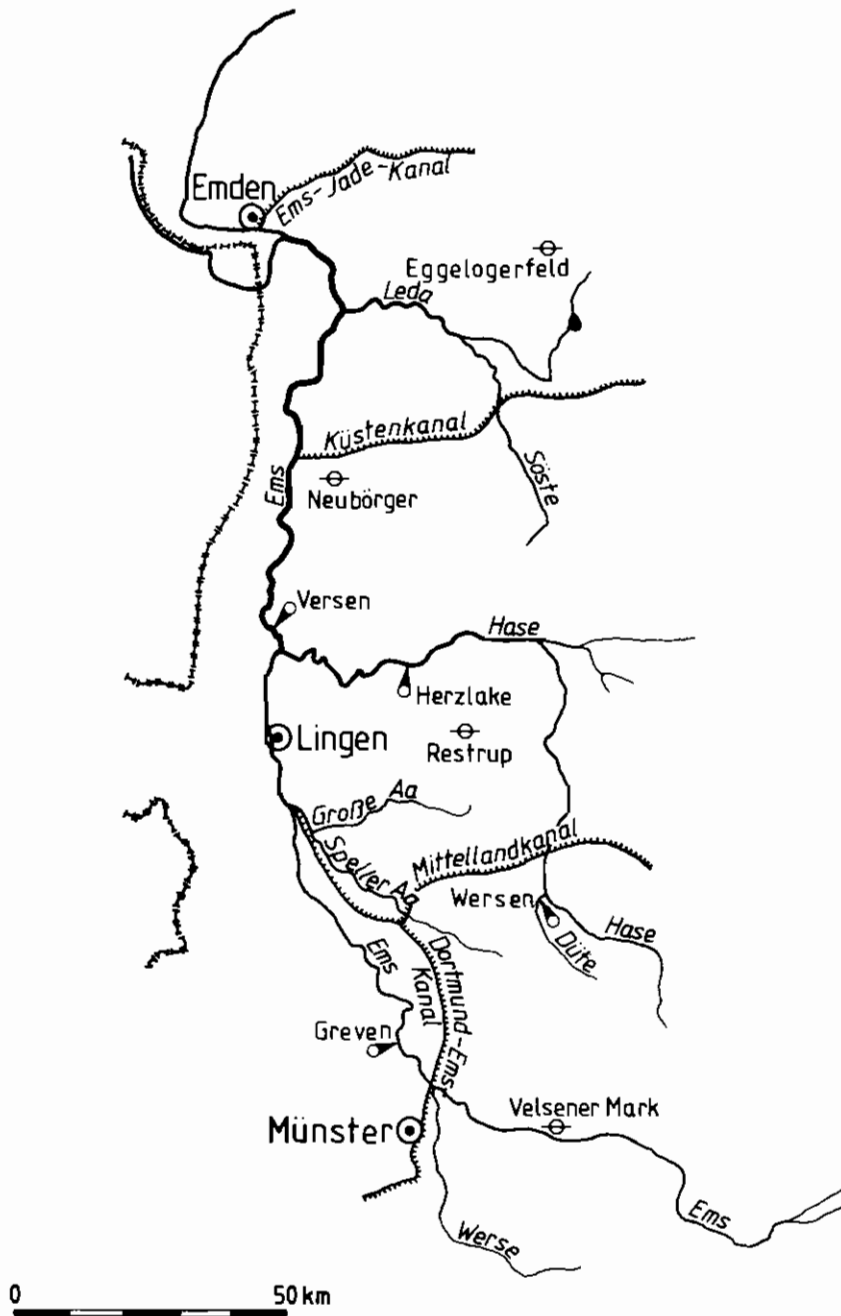 Emden
Ems-Jade-Kanal
Eggelogerfeld
Leda
Küstenkanal
Ems
Neubörger
Söste
Versen
Hase
Herzlake
Lingen
Restrup
Große Aa
Speller Aa
Mittellandkanal
Wersen
Hase
Düte
Ems
Dortmund-Ems
Kanal
Greven
Velsener Mark
Münster
Ems
Werse
0 50 km